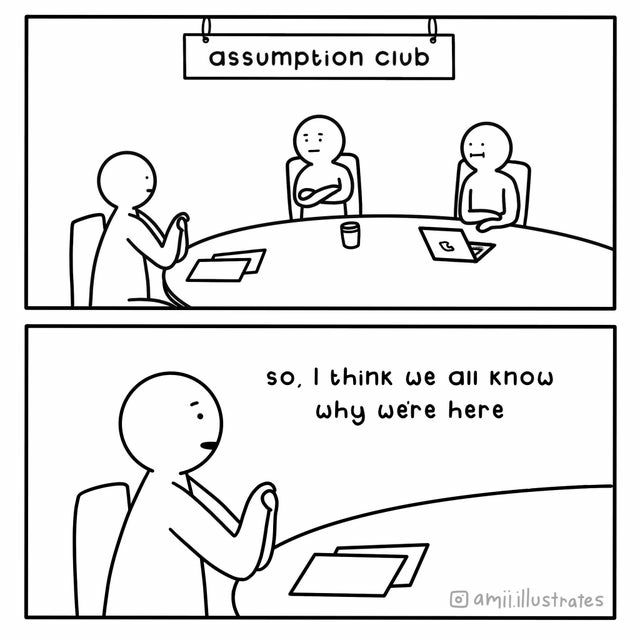 assumption club
so, I think we all know
why we're here
amii.illustrates